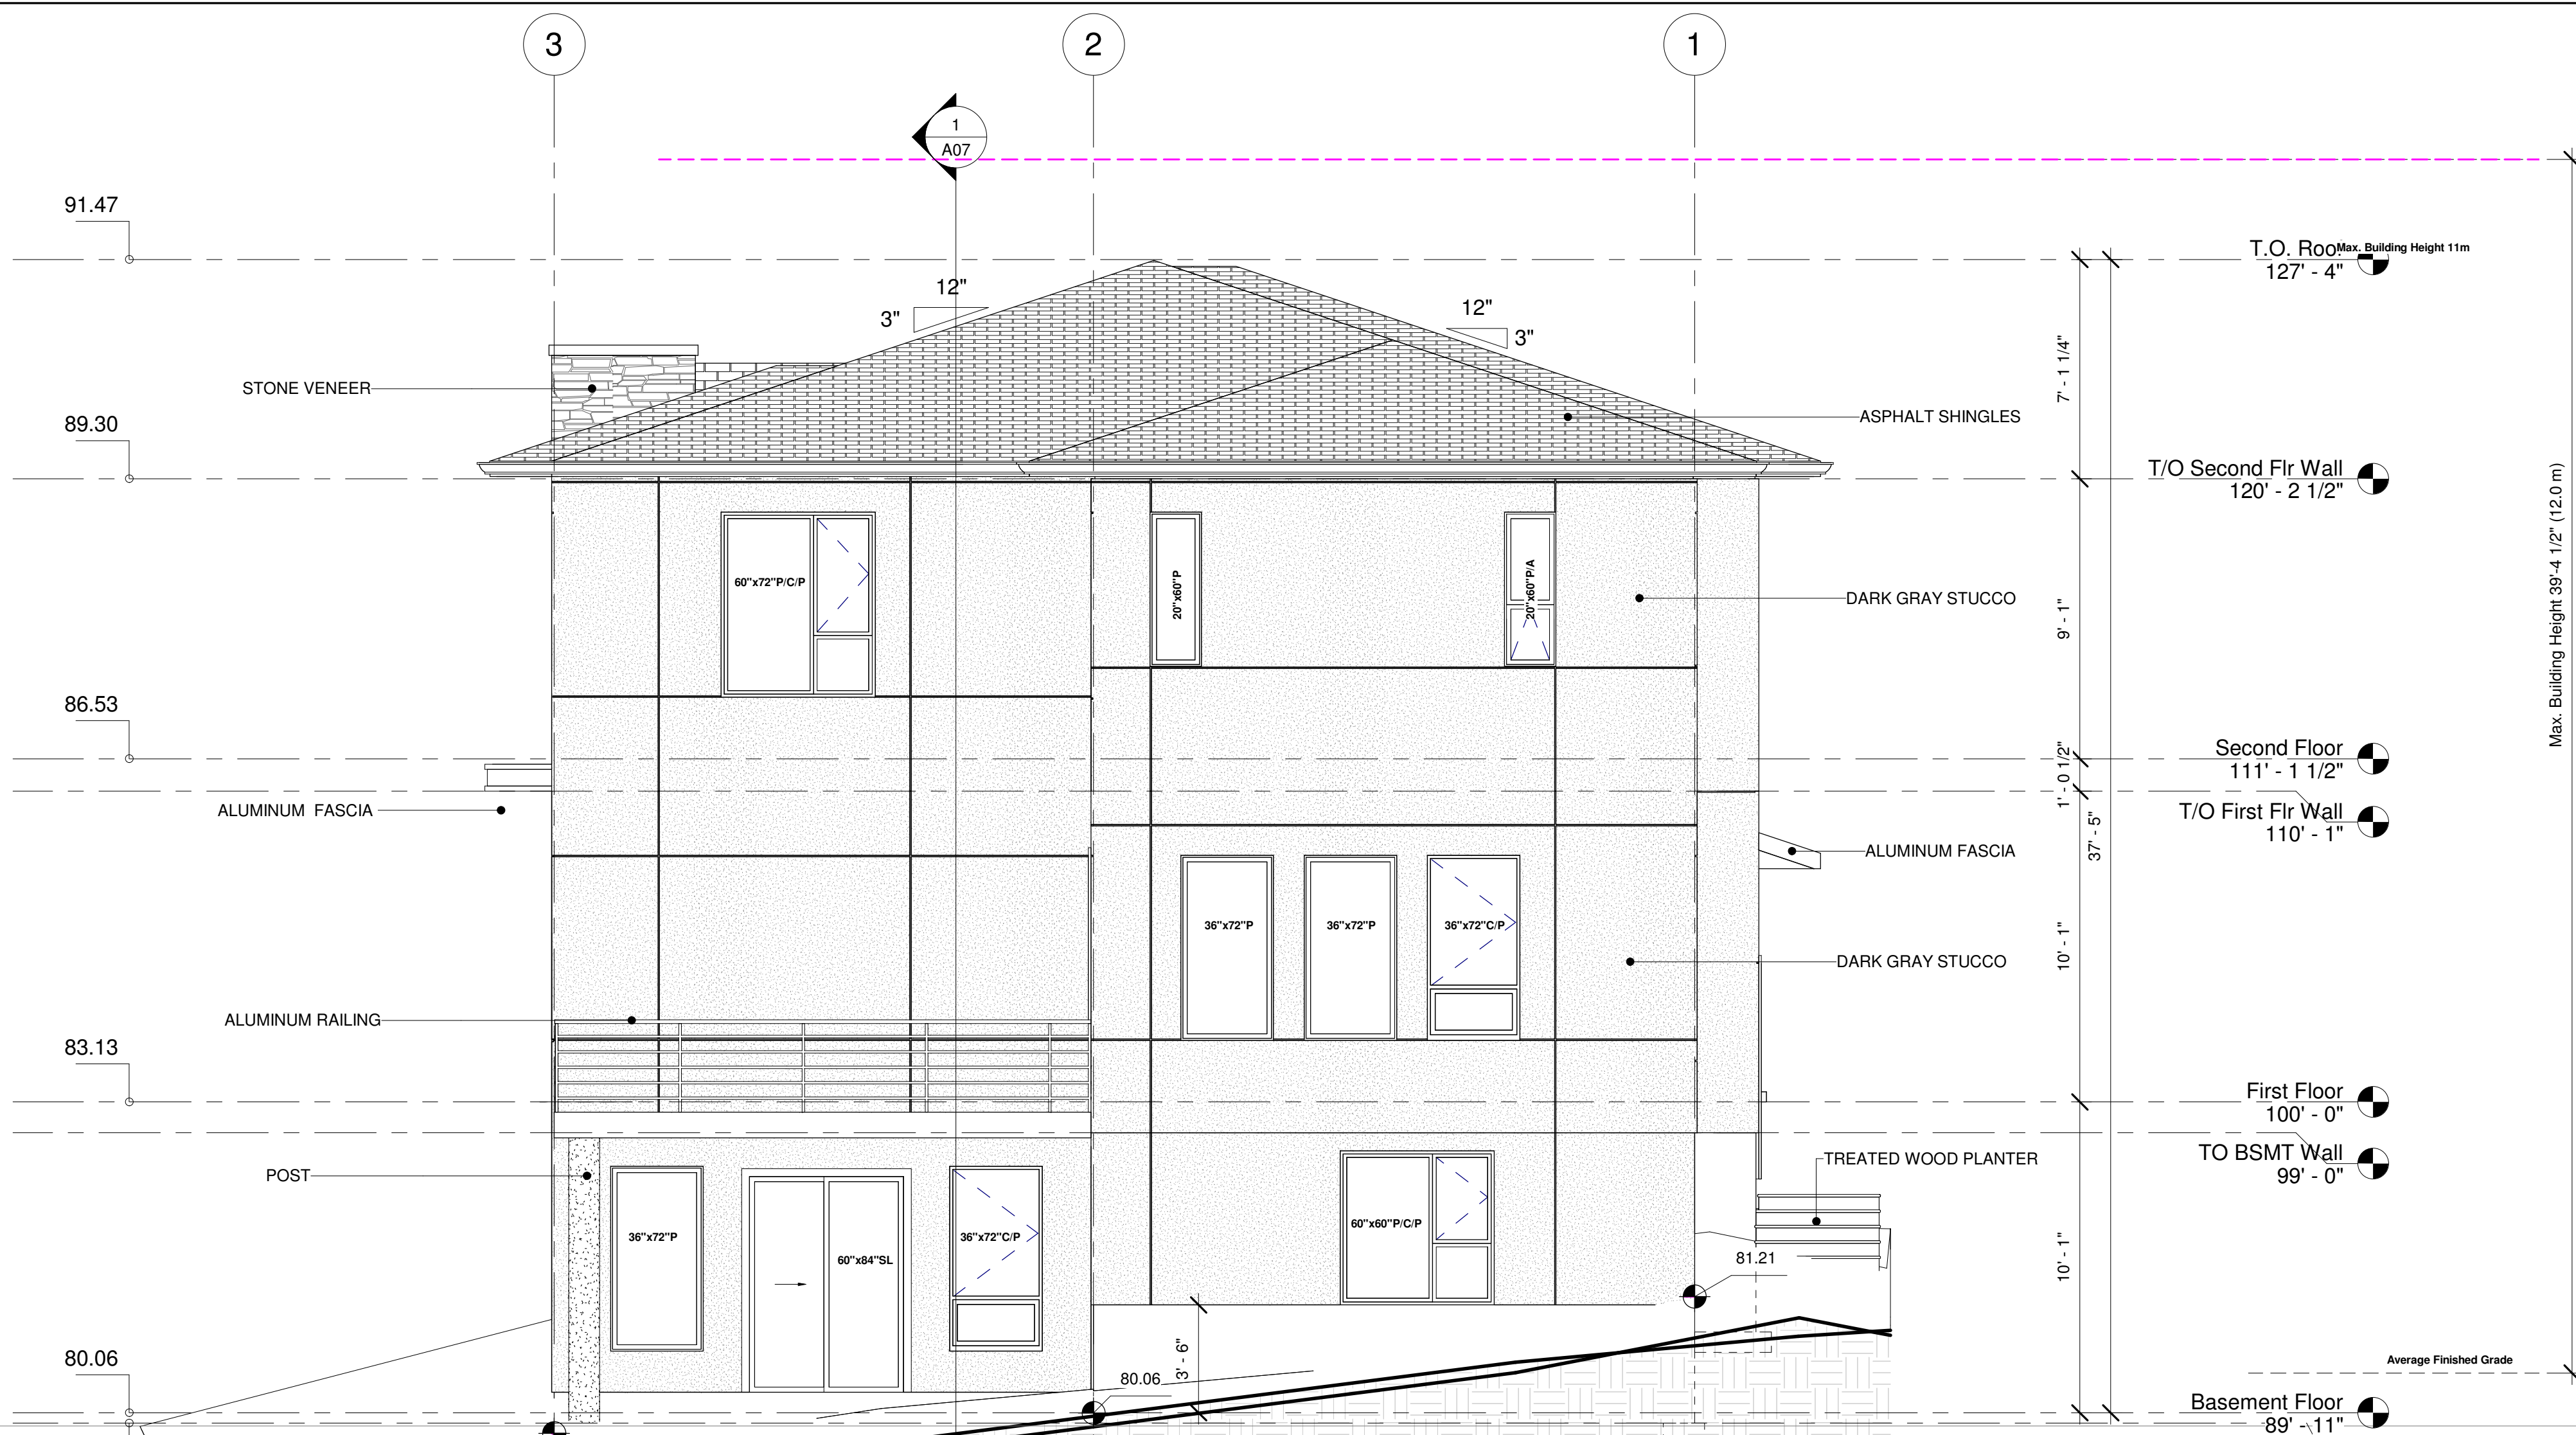 3
2
1
1
A07
91.47
T.O. Roo
Max. Building Height 11m
127' - 4"
12"
3"
12"
3"
7' - 1 1/4"
STONE VENEER
ASPHALT SHINGLES
89.30
T/O Second Flr Wall
120' - 2 1/2"
Max. Building Height 39'-4 1/2" (12.0 m)
60"x72"P/C/P
20"x60"P
20"x60"P/A
DARK GRAY STUCCO
9' - 1"
86.53
Second Floor
111' - 1 1/2"
1' - 0 1/2"
ALUMINUM  FASCIA
T/O First Flr Wall
110' - 1"
37' - 5"
ALUMINUM FASCIA
36"x72"P
36"x72"P
36"x72"C/P
DARK GRAY STUCCO
10' - 1"
ALUMINUM RAILING
83.13
First Floor
100' - 0"
POST
TREATED WOOD PLANTER
TO BSMT Wall
99' - 0"
36"x72"P
60"x84"SL
36"x72"C/P
60"x60"P/C/P
81.21
10' - 1"
80.06
80.06
3' - 6"
Average Finished Grade
Basement Floor
89' - 11"